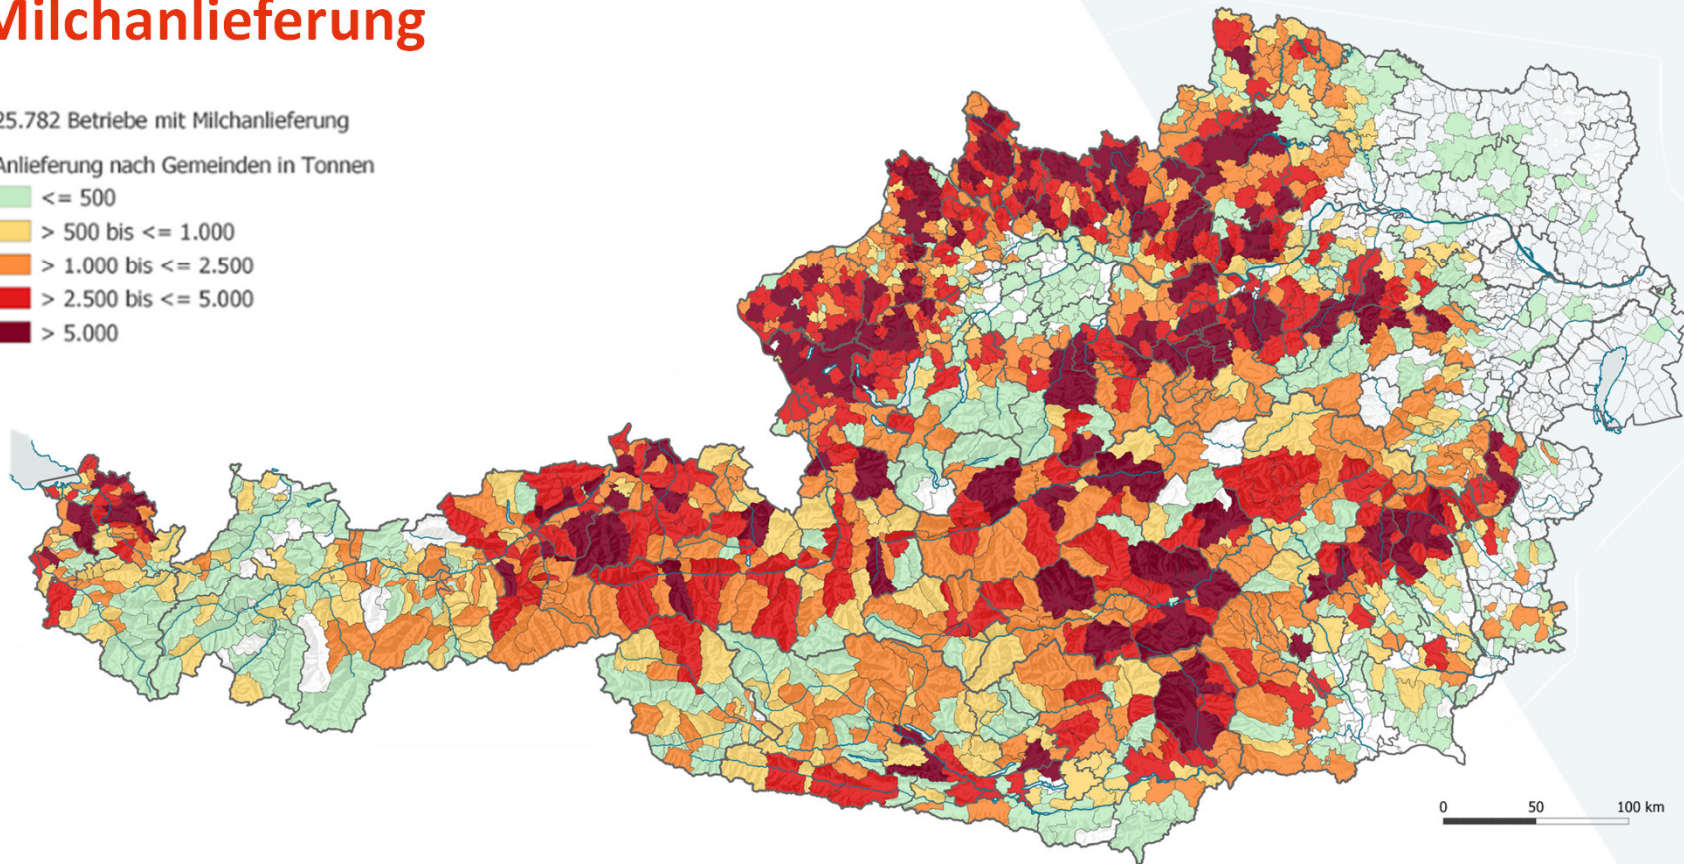 Milchanlieferung
25.782 Betriebe mit Milchanlieferung
Anlieferung nach Gemeinden in Tonnen
<= 500
> 500 bis <= 1.000
> 1.000 bis <= 2.500
> 2.500 bis <= 5.000
> 5.000
0 50 100 km